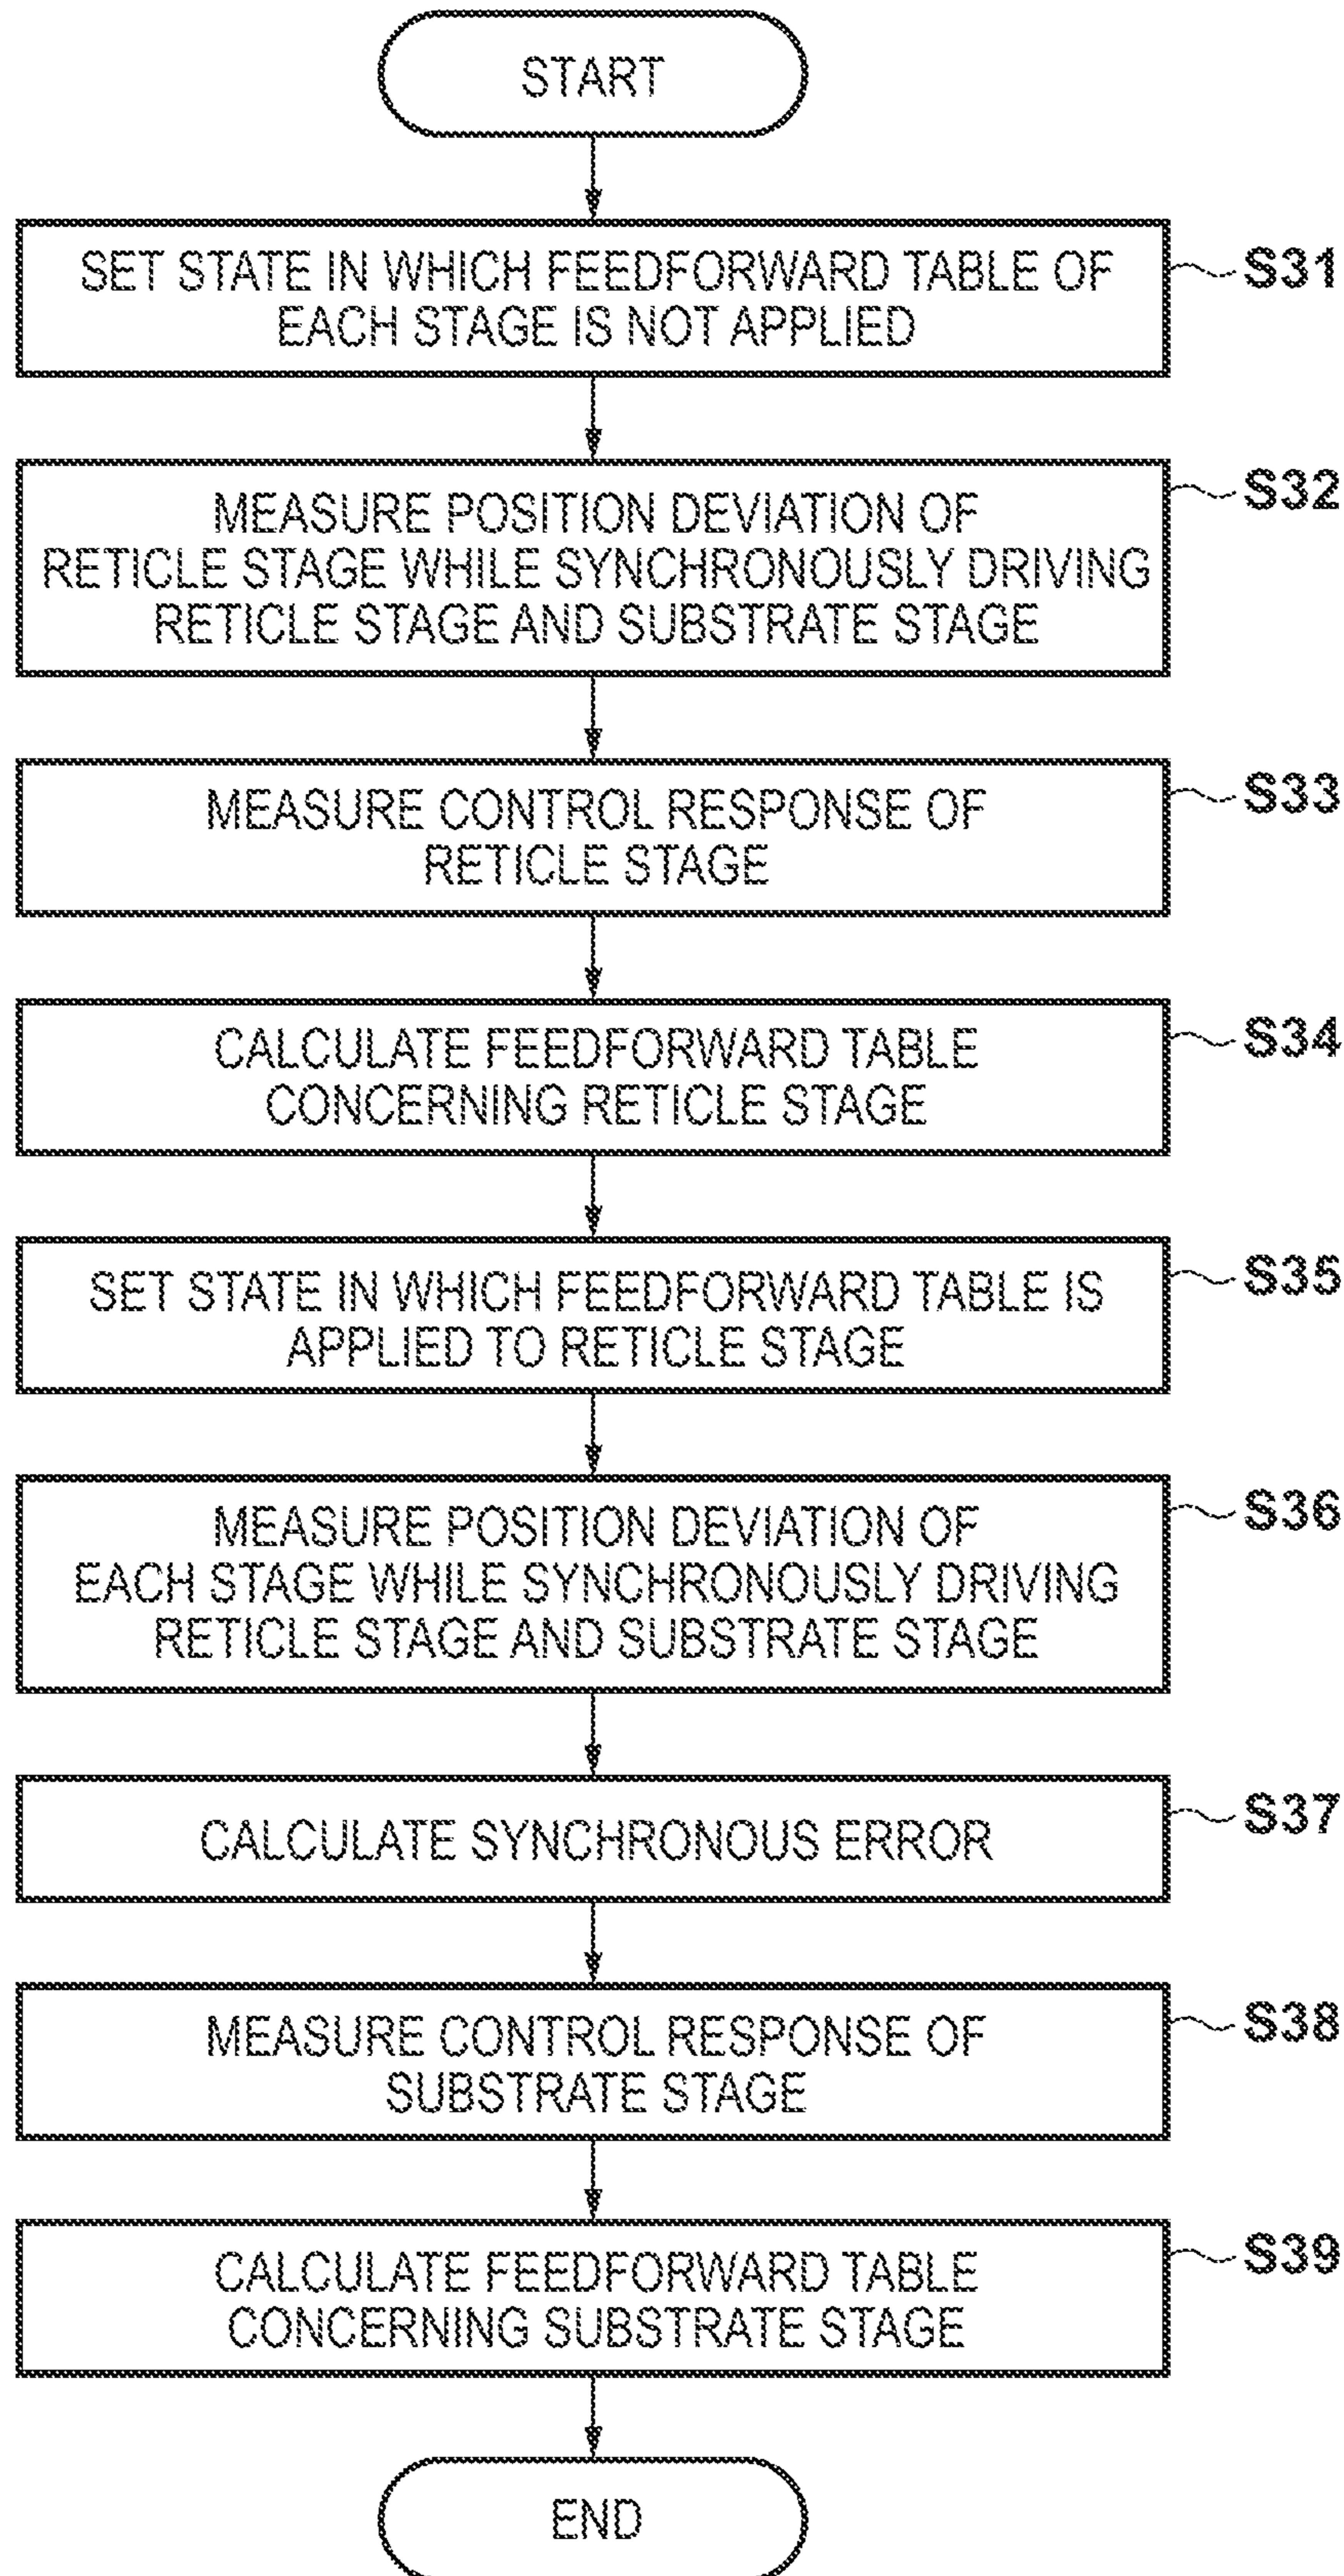 START
SET STATE IN WHICH FEEDFORWARD TABLE OF
EACH STAGE IS NOT APPLIED
S31
MEASURE POSITION DEVIATION OF
RETICLE STAGE WHILE SYNCHRONOUSLY DRIVING
RETICLE STAGE AND SUBSTRATE STAGE
S32
MEASURE CONTROL RESPONSE OF
RETICLE STAGE
S33
CALCULATE FEEDFORWARD TABLE
CONCERNING RETICLE STAGE
S34
SET STATE IN WHICH FEEDFORWARD TABLE IS
APPLIED TO RETICLE STAGE
S35
MEASURE POSITION DEVIATION OF
EACH STAGE WHILE SYNCHRONOUSLY DRIVING
RETICLE STAGE AND SUBSTRATE STAGE
S36
CALCULATE SYNCHRONOUS ERROR
S37
MEASURE CONTROL RESPONSE OF
SUBSTRATE STAGE
S38
CALCULATE FEEDFORWARD TABLE
CONCERNING SUBSTRATE STAGE
S39
END